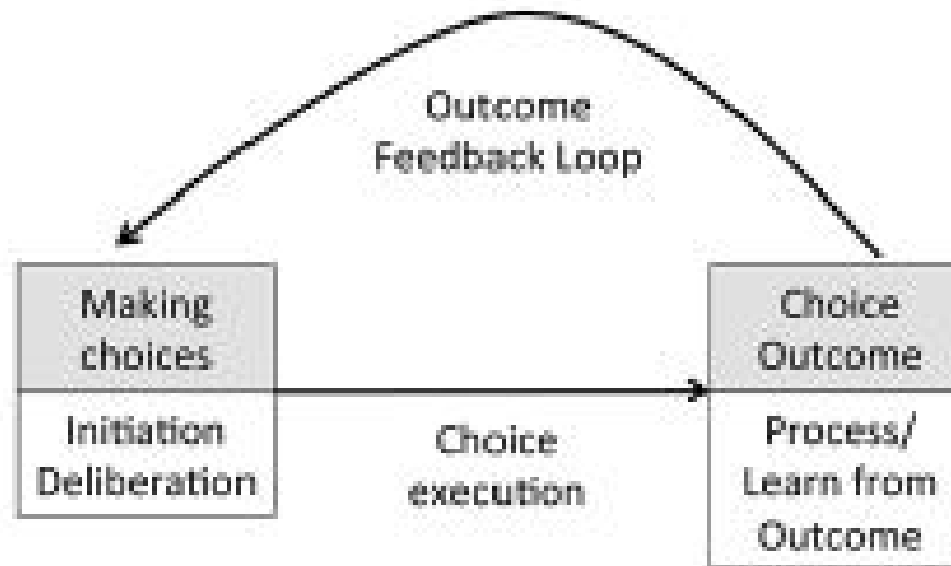 Outcome
Feedback Loop
Making
choices
Initiation
Deliberation
Choice
execution
Choice
Outcome
Process/
Learn from
Outcome